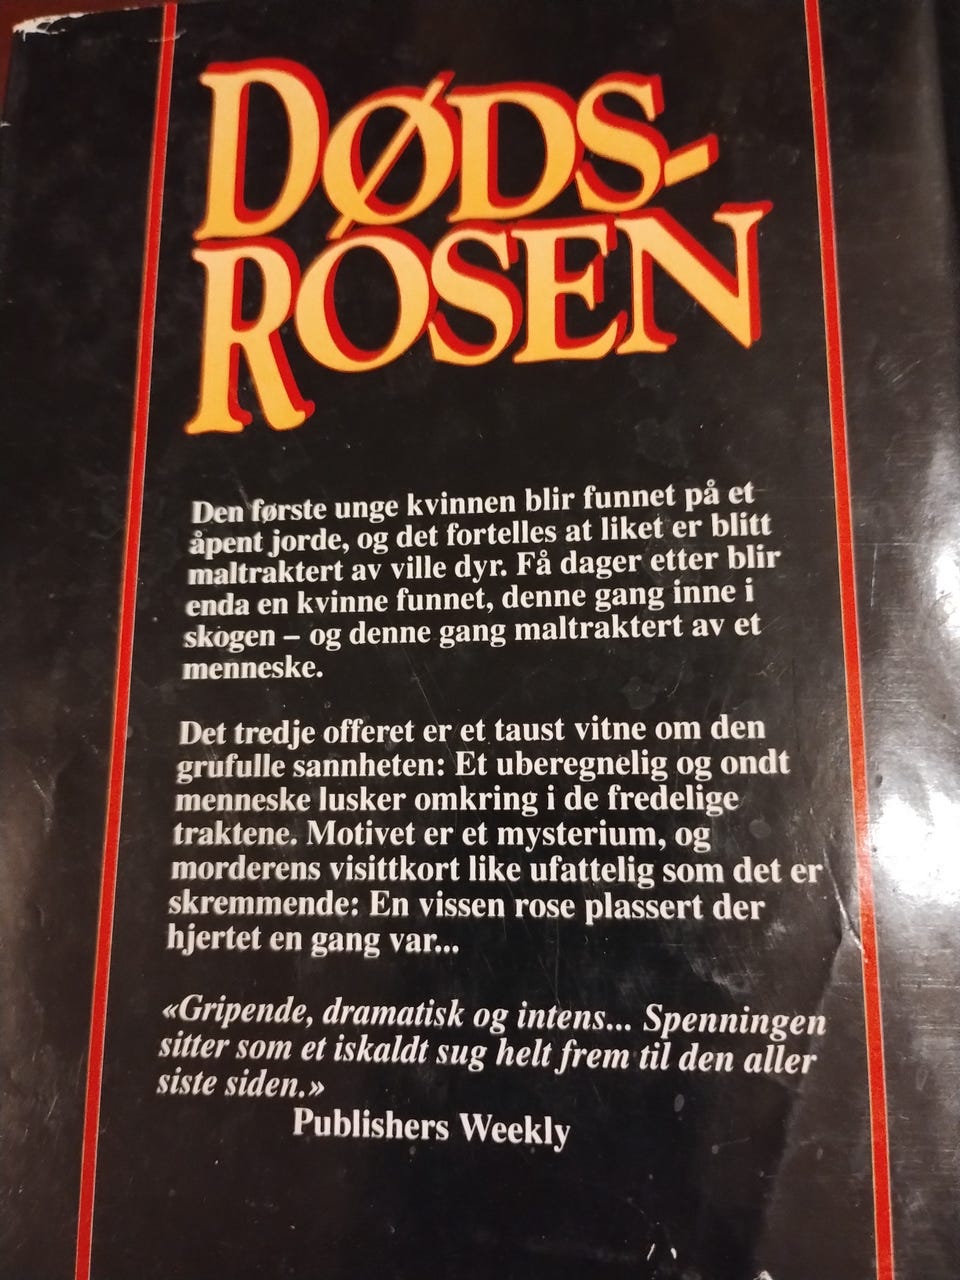 DØDS-
ROSEN
Den første unge kvinnen blir funnet på et
åpent jorde, og det fortelles at liket er blitt
maltraktert av ville dyr. Få dager etter blir
enda en kvinne funnet, denne gang inne i
skogen – og denne gang maltraktert av et
menneske.
Det tredje offeret er et taust vitne om den
grufulle sannheten: Et uberegnelig og ondt
menneske lusker omkring i de fredelige
traktene. Motivet er et mysterium, og
morderens visittkort like ufattelig som det er
skremmende: En vissen rose plassert der
hjertet en gang var...
«Gripende, dramatisk og intens... Spenningen
sitter som et iskaldt sug helt frem til den aller
siste siden.»
Publishers Weekly